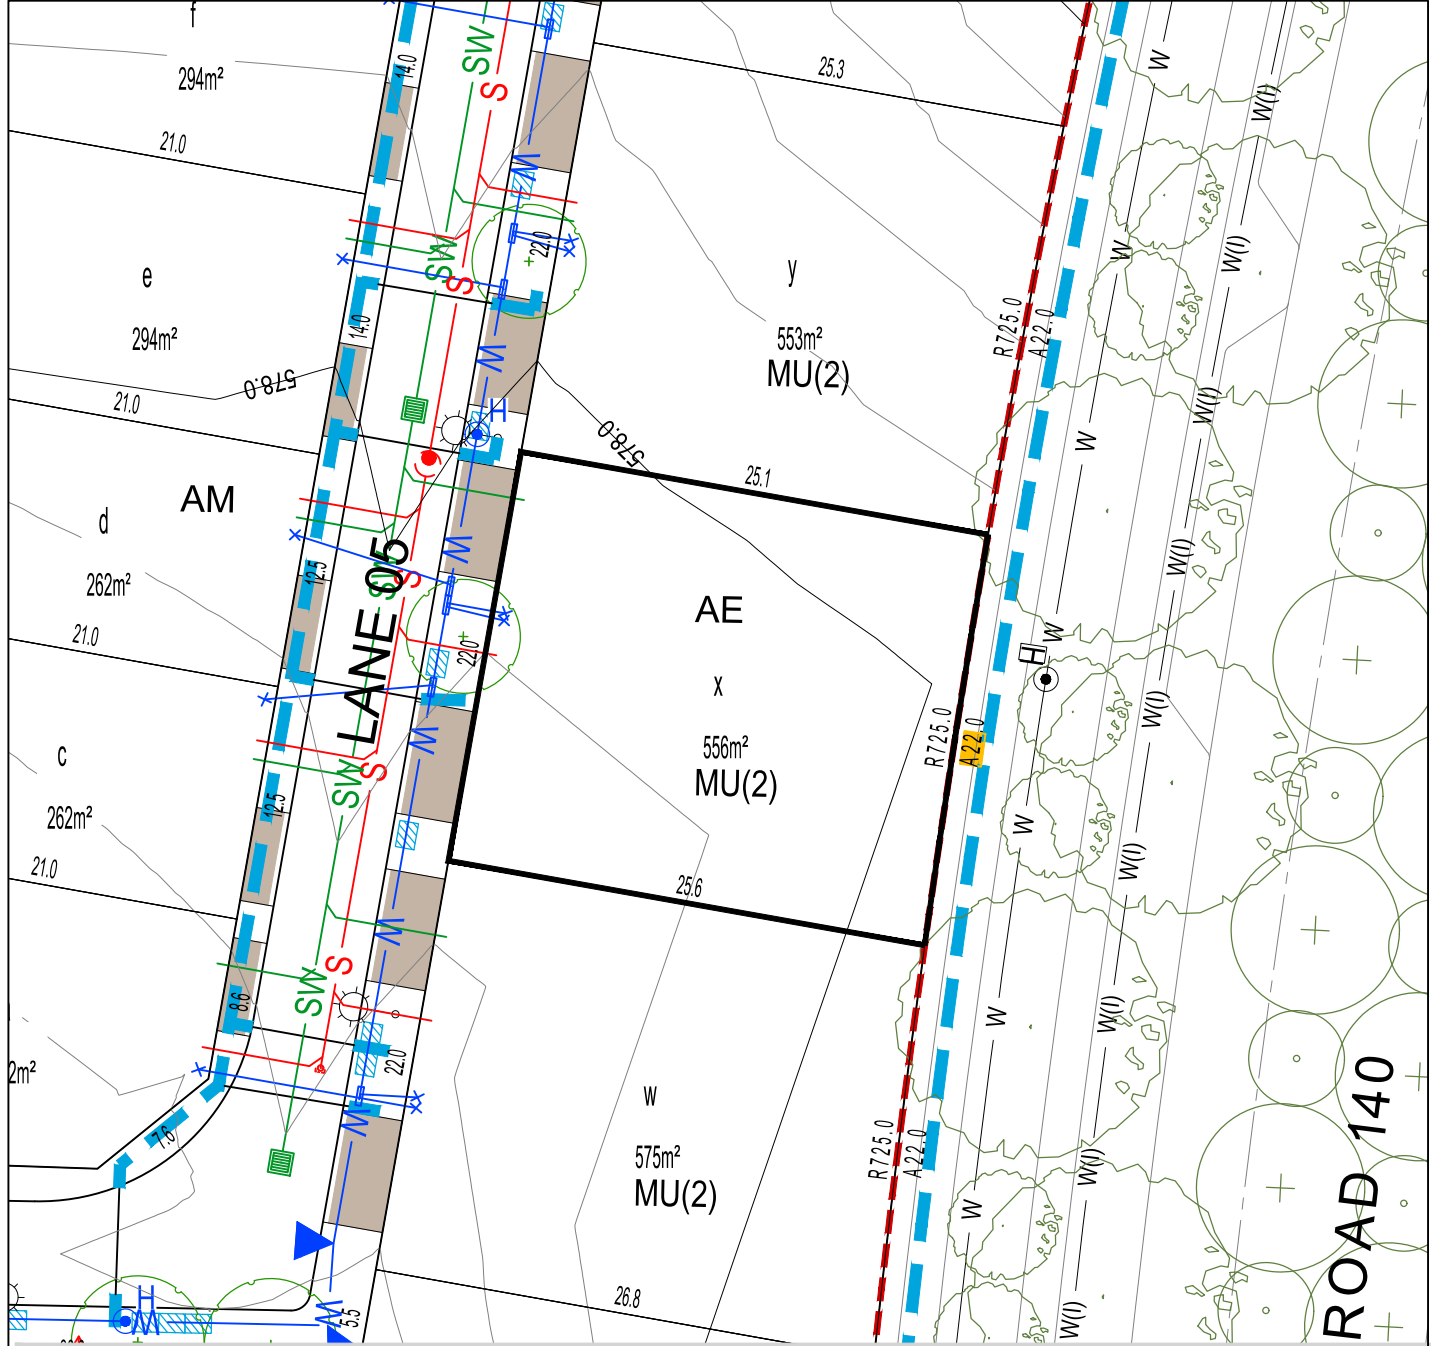 f
294m²
14.0
SW
S
25.3
W
W(I)
21.0
W
22.0
SW
S
e
294m²
14.0
578.0
21.0
W
H
y
553m²
MU(2)
R725.0
A22.0
W
W(I)
W(I)
W
578.0
25.1
AM
d
262m²
12.5
21.0
LANE 05
SW
S
W
22.0
AE
x
556m²
MU(2)
R725.0
A22.0
H
W
W(I)
W(I)
c
262m²
12.5
21.0
SW
S
W
25.6
W
W(I)
8.6
SW
S
W
22.0
W
W(I)
2m²
7.6
W
w
575m²
MU(2)
R725.0
A22.0
W
W(I)
ROAD 140
H
W
W
5.5
26.8
W(I)